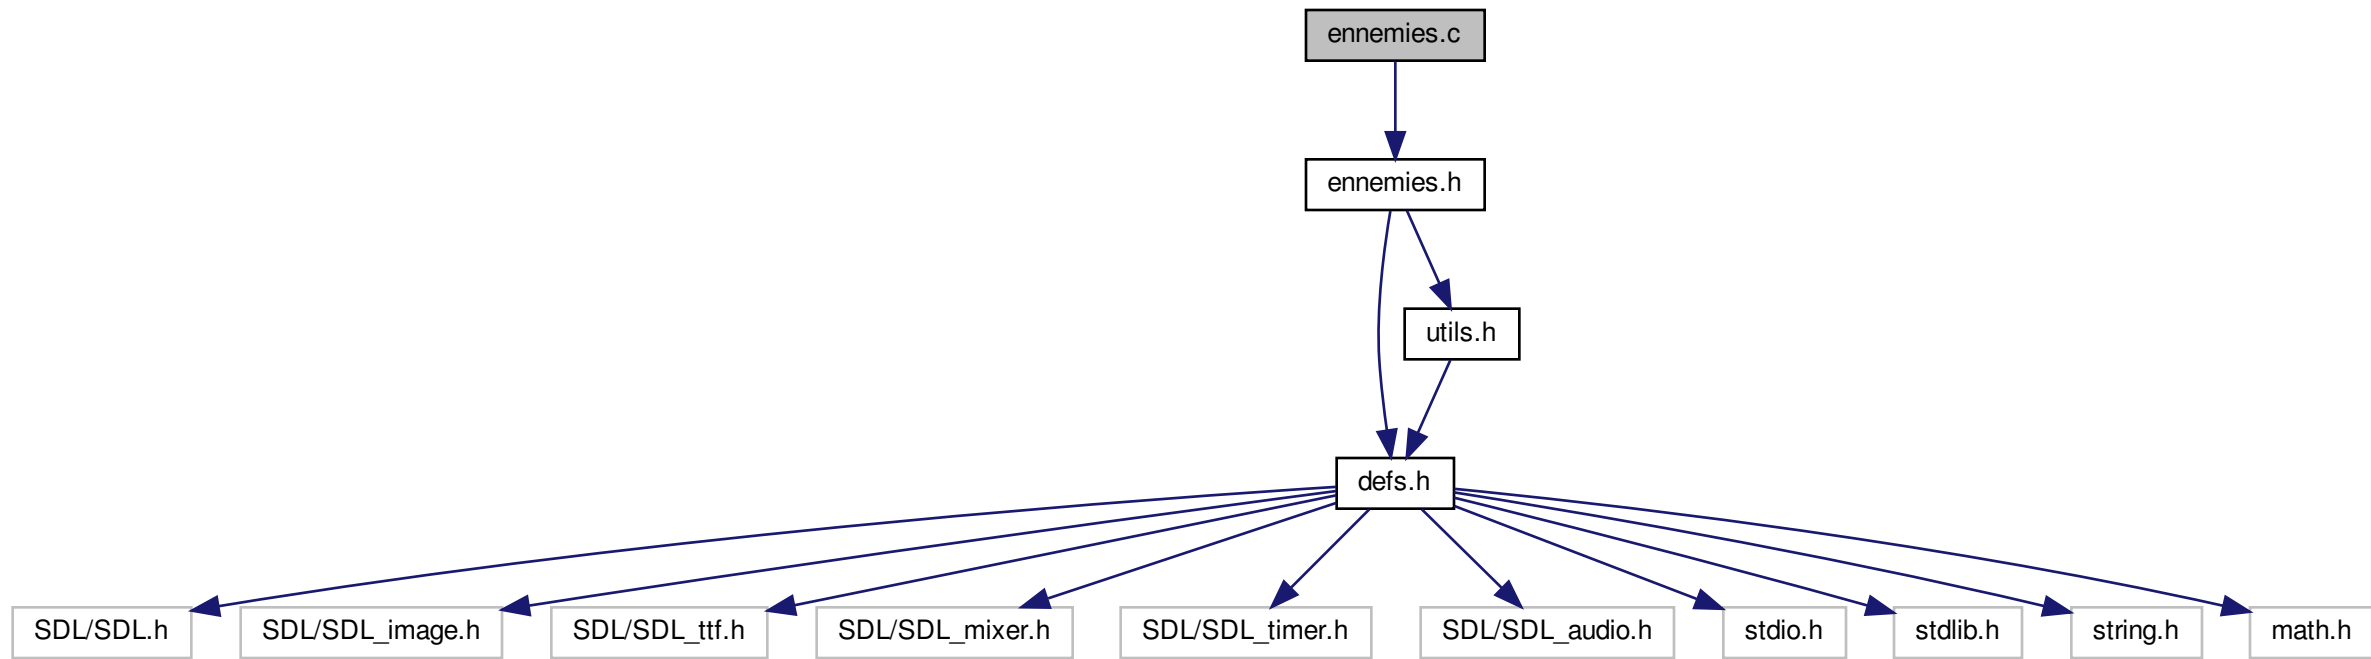 ennemies.c
ennemies.h
utils.h
defs.h
SDL/SDL.h
SDL/SDL_image.h
SDL/SDL_ttf.h
SDL/SDL_mixer.h
SDL/SDL_timer.h
SDL/SDL_audio.h
stdio.h
stdlib.h
string.h
math.h